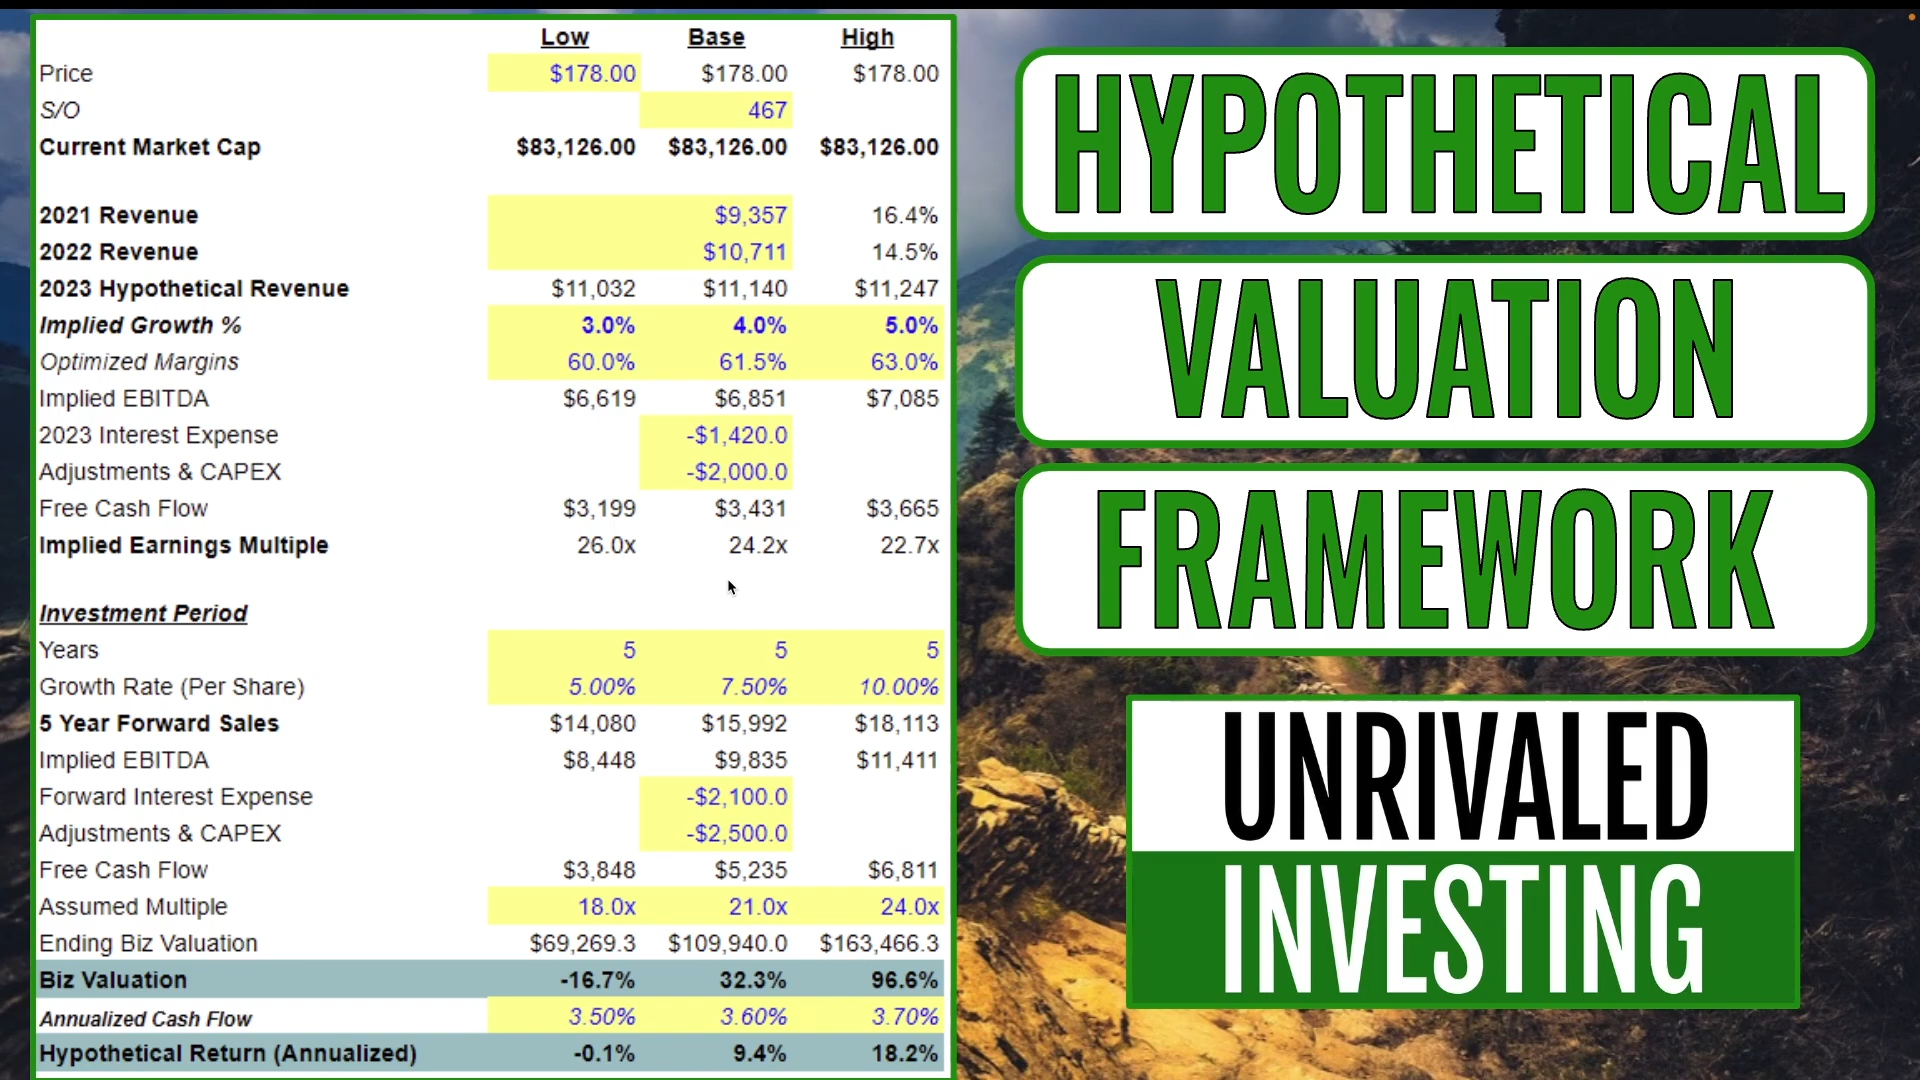 Low Base High
Price $178.00 $178.00 $178.00
S/O 467
Current Market Cap $83,126.00 $83,126.00 $83,126.00
2021 Revenue $9,357 16.4%
2022 Revenue $10,711 14.5%
2023 Hypothetical Revenue $11,032 $11,140 $11,247
Implied Growth % 3.0% 4.0% 5.0%
Optimized Margins 60.0% 61.5% 63.0%
Implied EBITDA $6,619 $6,851 $7,085
2023 Interest Expense -$1,420.0
Adjustments & CAPEX -$2,000.0
Free Cash Flow $3,199 $3,431 $3,665
Implied Earnings Multiple 26.0x 24.2x 22.7x
Investment Period
Years 5 5 5
Growth Rate (Per Share) 5.00% 7.50% 10.00%
5 Year Forward Sales $14,080 $15,992 $18,113
Implied EBITDA $8,448 $9,835 $11,411
Forward Interest Expense -$2,100.0
Adjustments & CAPEX -$2,500.0
Free Cash Flow $3,848 $5,235 $6,811
Assumed Multiple 18.0x 21.0x 24.0x
Ending Biz Valuation $69,269.3 $109,940.0 $163,466.3
Biz Valuation -16.7% 32.3% 96.6%
Annualized Cash Flow 3.50% 3.60% 3.70%
Hypothetical Return (Annualized) -0.1% 9.4% 18.2%
HYPOTHETICAL
VALUATION
FRAMEWORK
UNRIVALED
INVESTING